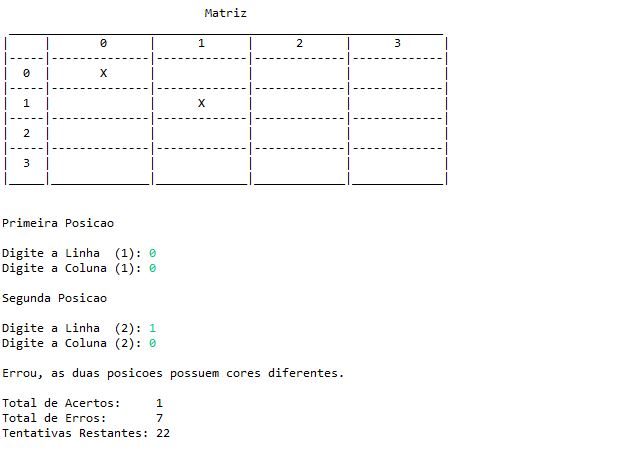 Matriz
0 1 2 3
0 X
1 X
2
3
Primeira Posicao
Digite a Linha (1): 0
Digite a Coluna (1): 0
Segunda Posicao
Digite a Linha (2): 1
Digite a Coluna (2): 0
Errou, as duas posicoes possuem cores diferentes.
Total de Acertos: 1
Total de Erros: 7
Tentativas Restantes: 22